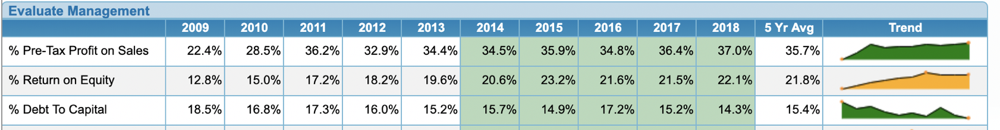 Evaluate Management
2009 2010 2011 2012 2013 2014 2015 2016 2017 2018 5 Yr Avg Trend
% Pre-Tax Profit on Sales 22.4% 28.5% 36.2% 32.9% 34.4% 34.5% 35.9% 34.8% 36.4% 37.0% 35.7%
% Return on Equity 12.8% 15.0% 17.2% 18.2% 19.6% 20.6% 23.2% 21.6% 21.5% 22.1% 21.8%
% Debt To Capital 18.5% 16.8% 17.3% 16.0% 15.2% 15.7% 14.9% 17.2% 15.2% 14.3% 15.4%